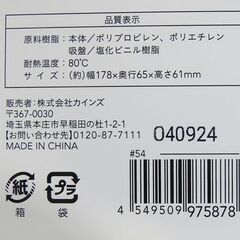 品質表示
原料樹脂：本体／ポリプロピレン、ポリエチレン
吸盤／塩化ビニル樹脂
耐熱温度：80℃
サイズ：(約)幅178×奥行65×高さ61mm
販売者：株式会社カインズ
〒367-0030
埼玉県本庄市早稲田の杜1-2-1
【お問い合わせ先】0120-87-7111
MADE IN CHINA
040924
#54
紙
プラ
箱
袋
4 549509 975878